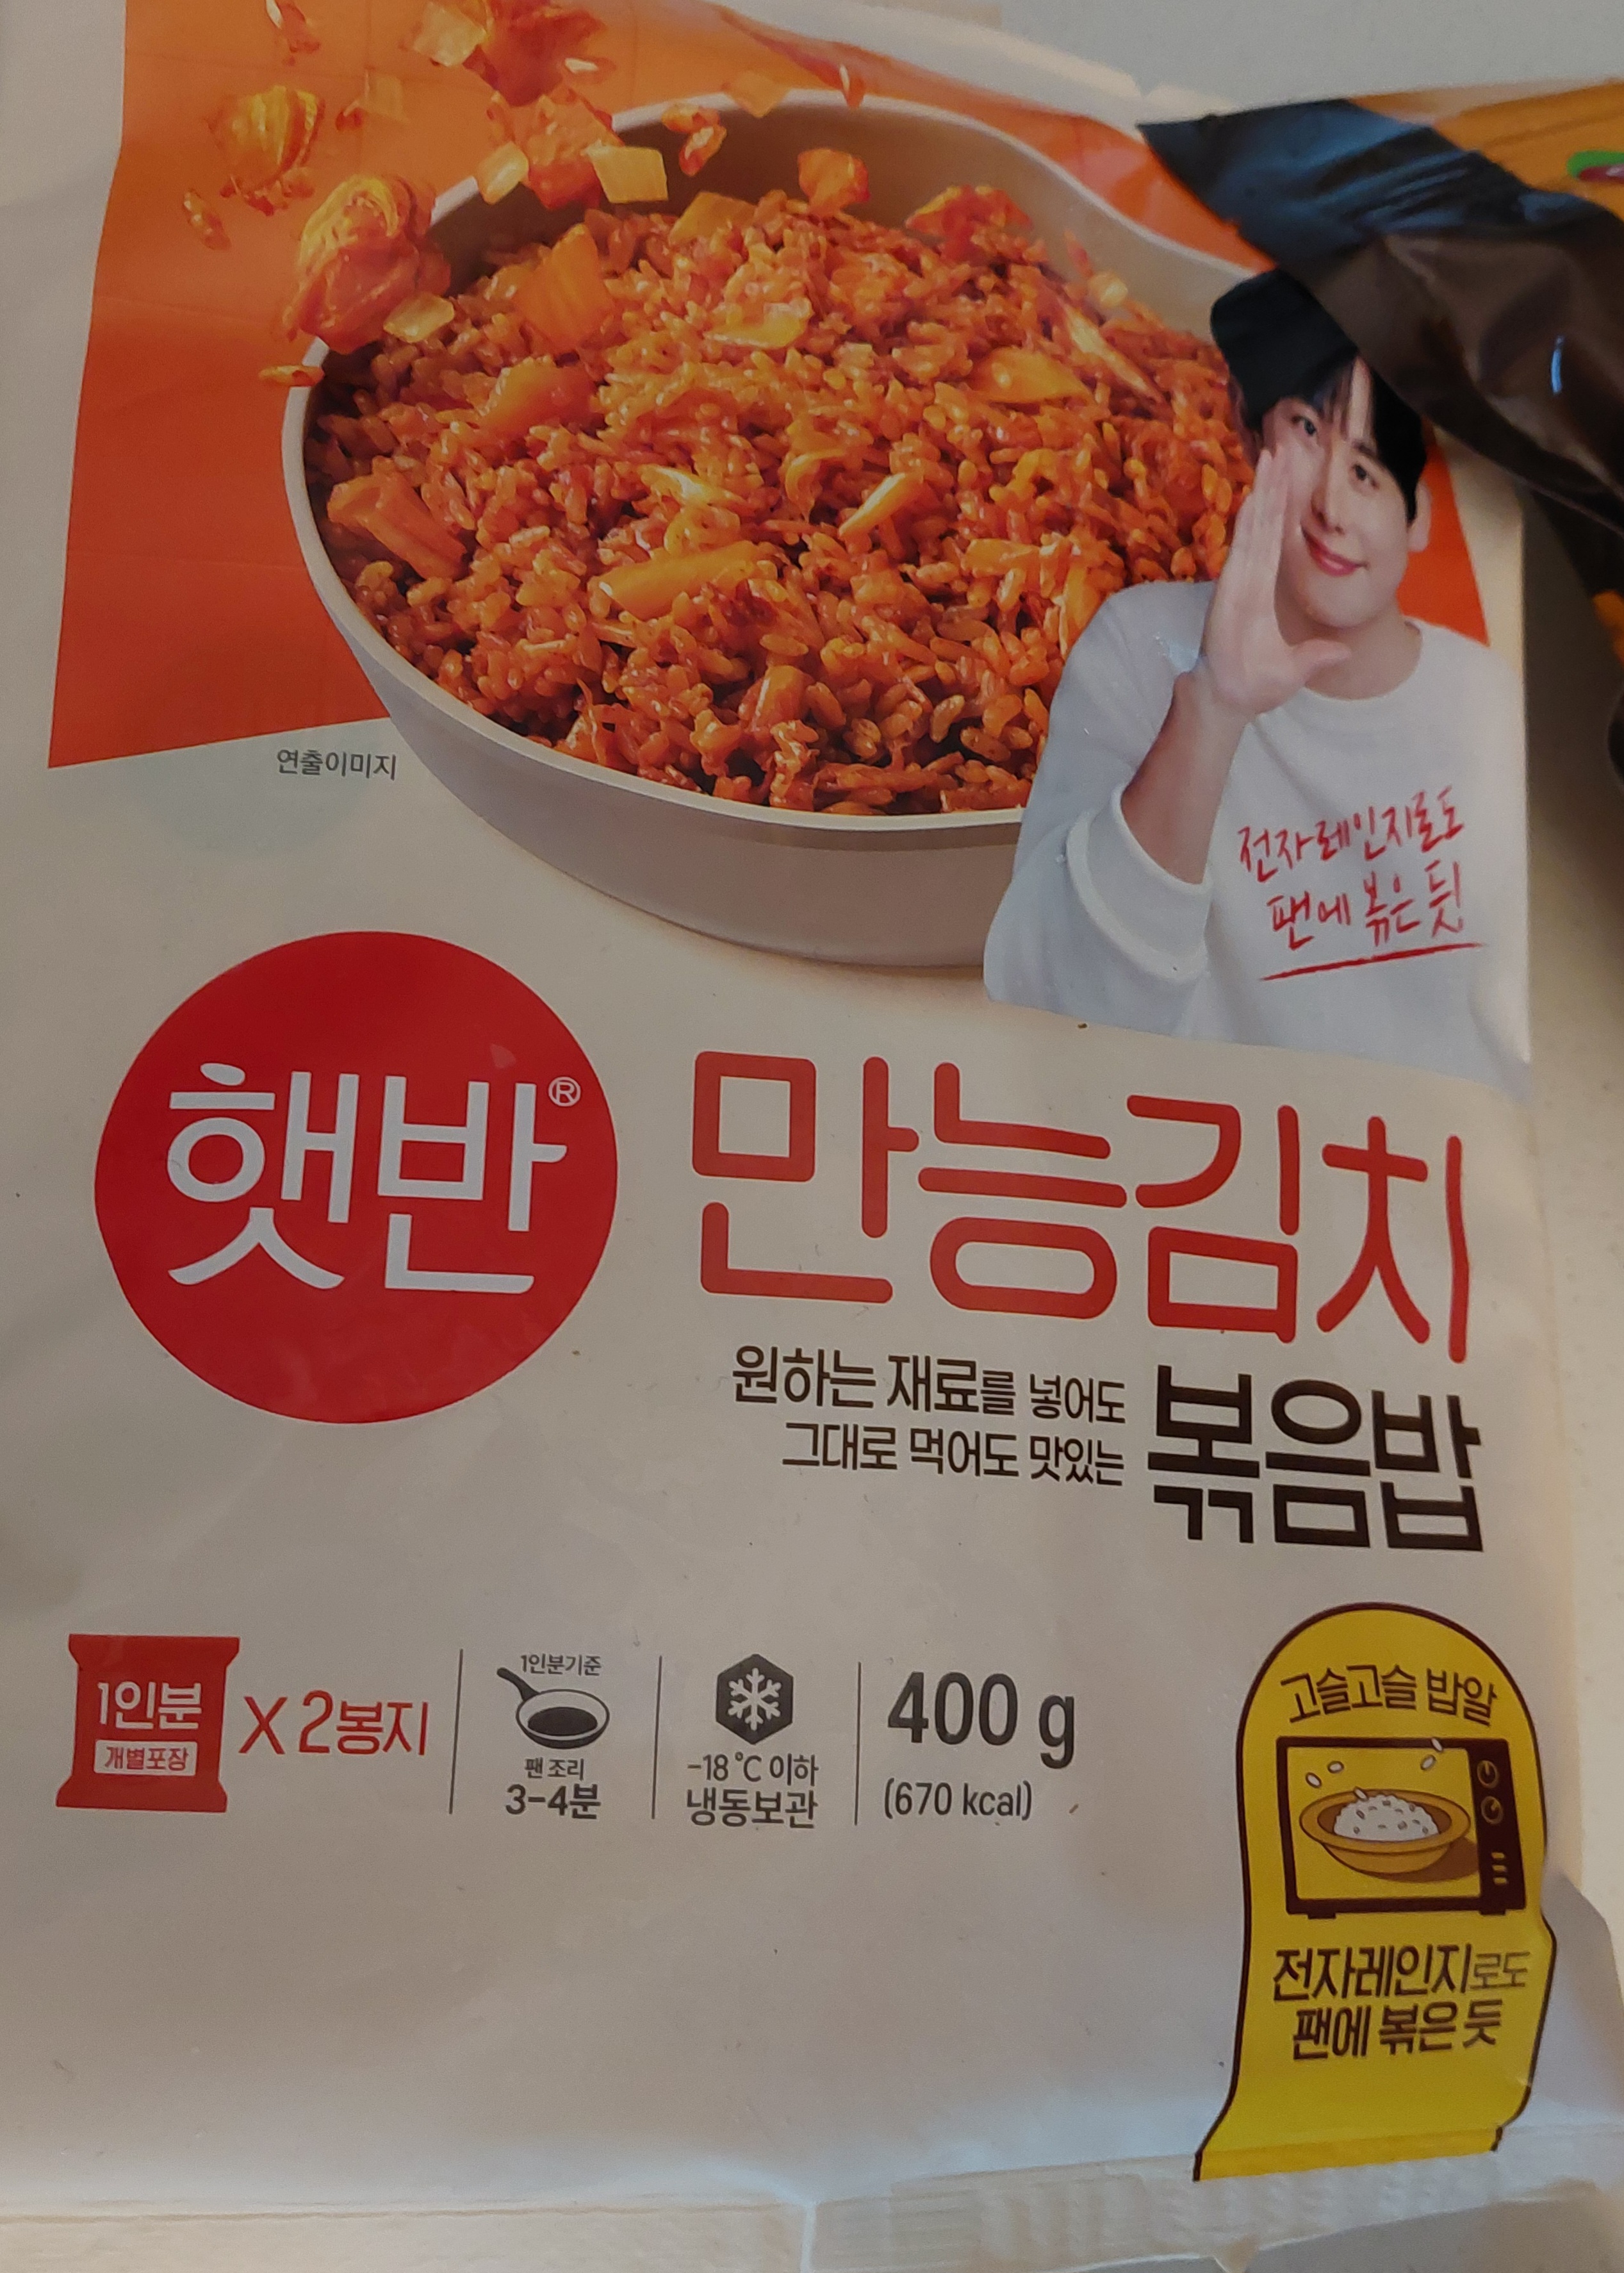 연출이미지
전자레인지로도
팬에 볶은 듯
햇반®
만능김치
원하는 재료를 넣어도
그대로 먹어도 맛있는
볶음밥
1인분
개별포장
X 2봉지
1인분기준
팬 조리
3-4분
-18℃ 이하
냉동보관
400 g
(670 kcal)
고슬고슬 밥알
전자레인지로도
팬에 볶은 듯